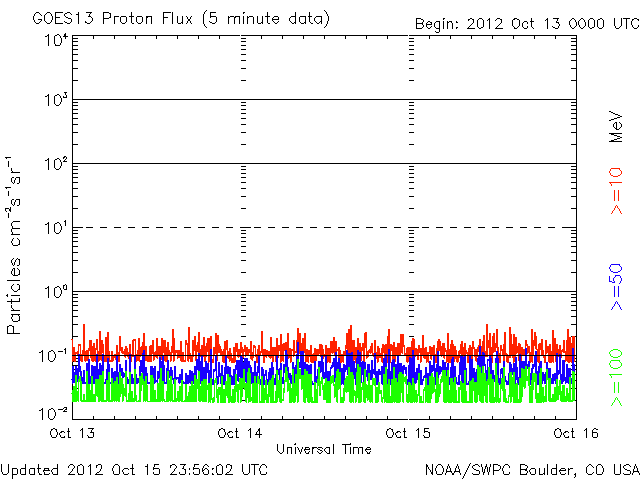 GOES13 Proton Flux (5 minute data)
Begin: 2012 Oct 13 0000 UTC
Particles cm⁻²s⁻¹sr⁻¹
10⁴
10³
10²
10¹
10⁰
10⁻¹
10⁻²
MeV
>=10
>=50
>=100
Oct 13
Oct 14
Oct 15
Oct 16
Universal Time
Updated 2012 Oct 15 23:56:02 UTC
NOAA/SWPC Boulder, CO USA